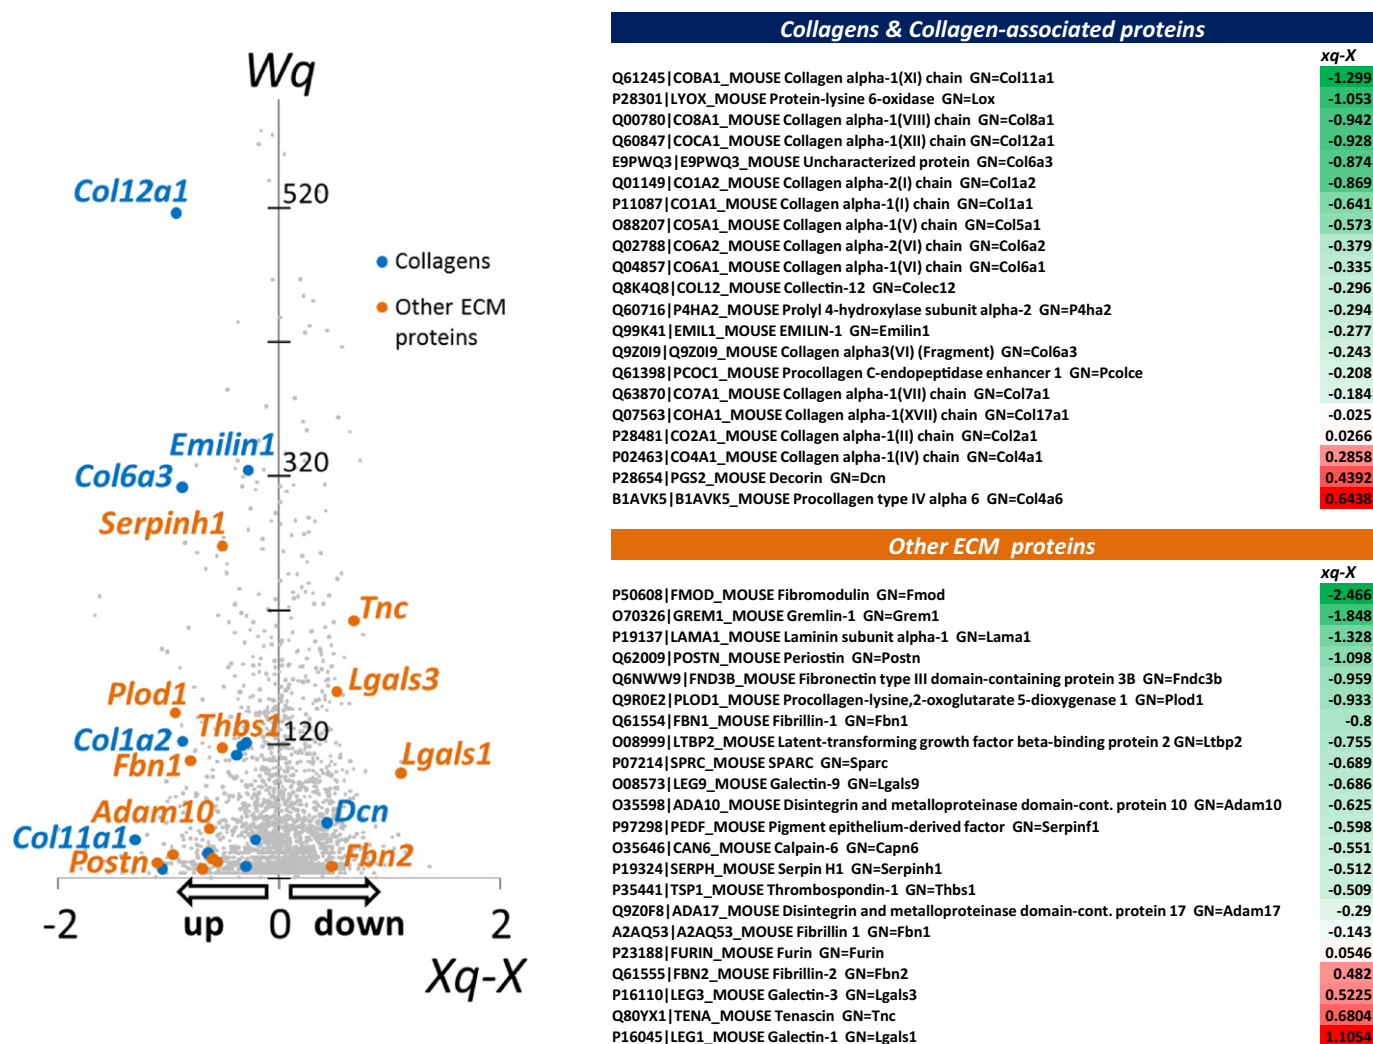 Wq
Col12a1
520
Collagens
Other ECM
proteins
Emilin1
320
Col6a3
Serpinh1
Tnc
Lgals3
Plod1
Thbs1
120
Col1a2
Fbn1
Lgals1
Adam10
Dcn
Col11a1
Postn
Fbn2
-2
up
0
down
2
Xq-X
Collagens & Collagen-associated proteins
xq-X
Q61245|COBA1_MOUSE Collagen alpha-1(XI) chain GN=Col11a1 -1.299
P28301|LYOX_MOUSE Protein-lysine 6-oxidase GN=Lox -1.053
Q00780|CO8A1_MOUSE Collagen alpha-1(VIII) chain GN=Col8a1 -0.942
Q60847|COCA1_MOUSE Collagen alpha-1(XII) chain GN=Col12a1 -0.928
E9PWQ3|E9PWQ3_MOUSE Uncharacterized protein GN=Col6a3 -0.874
Q01149|CO1A2_MOUSE Collagen alpha-2(I) chain GN=Col1a2 -0.869
P11087|CO1A1_MOUSE Collagen alpha-1(I) chain GN=Col1a1 -0.641
O88207|CO5A1_MOUSE Collagen alpha-1(V) chain GN=Col5a1 -0.573
Q02788|CO6A2_MOUSE Collagen alpha-2(VI) chain GN=Col6a2 -0.379
Q04857|CO6A1_MOUSE Collagen alpha-1(VI) chain GN=Col6a1 -0.335
Q8K4Q8|COL12_MOUSE Collectin-12 GN=Colec12 -0.296
Q60716|P4HA2_MOUSE Prolyl 4-hydroxylase subunit alpha-2 GN=P4ha2 -0.294
Q99K41|EMIL1_MOUSE EMILIN-1 GN=Emilin1 -0.277
Q9Z0I9|Q9Z0I9_MOUSE Collagen alpha3(VI) (Fragment) GN=Col6a3 -0.243
Q61398|PCOC1_MOUSE Procollagen C-endopeptidase enhancer 1 GN=Pcolce -0.208
Q63870|CO7A1_MOUSE Collagen alpha-1(VII) chain GN=Col7a1 -0.184
Q07563|COHA1_MOUSE Collagen alpha-1(XVII) chain GN=Col17a1 -0.025
P28481|CO2A1_MOUSE Collagen alpha-1(II) chain GN=Col2a1 0.0266
P02463|CO4A1_MOUSE Collagen alpha-1(IV) chain GN=Col4a1 0.2858
P28654|PGS2_MOUSE Decorin GN=Dcn 0.4392
B1AVK5|B1AVK5_MOUSE Procollagen type IV alpha 6 GN=Col4a6 0.6438
Other ECM proteins
xq-X
P50608|FMOD_MOUSE Fibromodulin GN=Fmod -2.466
O70326|GREM1_MOUSE Gremlin-1 GN=Grem1 -1.848
P19137|LAMA1_MOUSE Laminin subunit alpha-1 GN=Lama1 -1.328
Q62009|POSTN_MOUSE Periostin GN=Postn -1.098
Q6NWW9|FND3B_MOUSE Fibronectin type III domain-containing protein 3B GN=Fndc3b -0.959
Q9R0E2|PLOD1_MOUSE Procollagen-lysine,2-oxoglutarate 5-dioxygenase 1 GN=Plod1 -0.933
Q61554|FBN1_MOUSE Fibrillin-1 GN=Fbn1 -0.8
O08999|LTBP2_MOUSE Latent-transforming growth factor beta-binding protein 2 GN=Ltbp2 -0.755
P07214|SPRC_MOUSE SPARC GN=Sparc -0.689
O08573|LEG9_MOUSE Galectin-9 GN=Lgals9 -0.686
O35598|ADA10_MOUSE Disintegrin and metalloproteinase domain-cont. protein 10 GN=Adam10 -0.625
P97298|PEDF_MOUSE Pigment epithelium-derived factor GN=Serpinf1 -0.598
O35646|CAN6_MOUSE Calpain-6 GN=Capn6 -0.551
P19324|SERPH_MOUSE Serpin H1 GN=Serpinh1 -0.512
P35441|TSP1_MOUSE Thrombospondin-1 GN=Thbs1 -0.509
Q9Z0F8|ADA17_MOUSE Disintegrin and metalloproteinase domain-cont. protein 17 GN=Adam17 -0.29
A2AQ53|A2AQ53_MOUSE Fibrillin 1 GN=Fbn1 -0.143
P23188|FURIN_MOUSE Furin GN=Furin 0.0546
Q61555|FBN2_MOUSE Fibrillin-2 GN=Fbn2 0.482
P16110|LEG3_MOUSE Galectin-3 GN=Lgals3 0.5225
Q80YX1|TENA_MOUSE Tenascin GN=Tnc 0.6804
P16045|LEG1_MOUSE Galectin-1 GN=Lgals1 1.1054